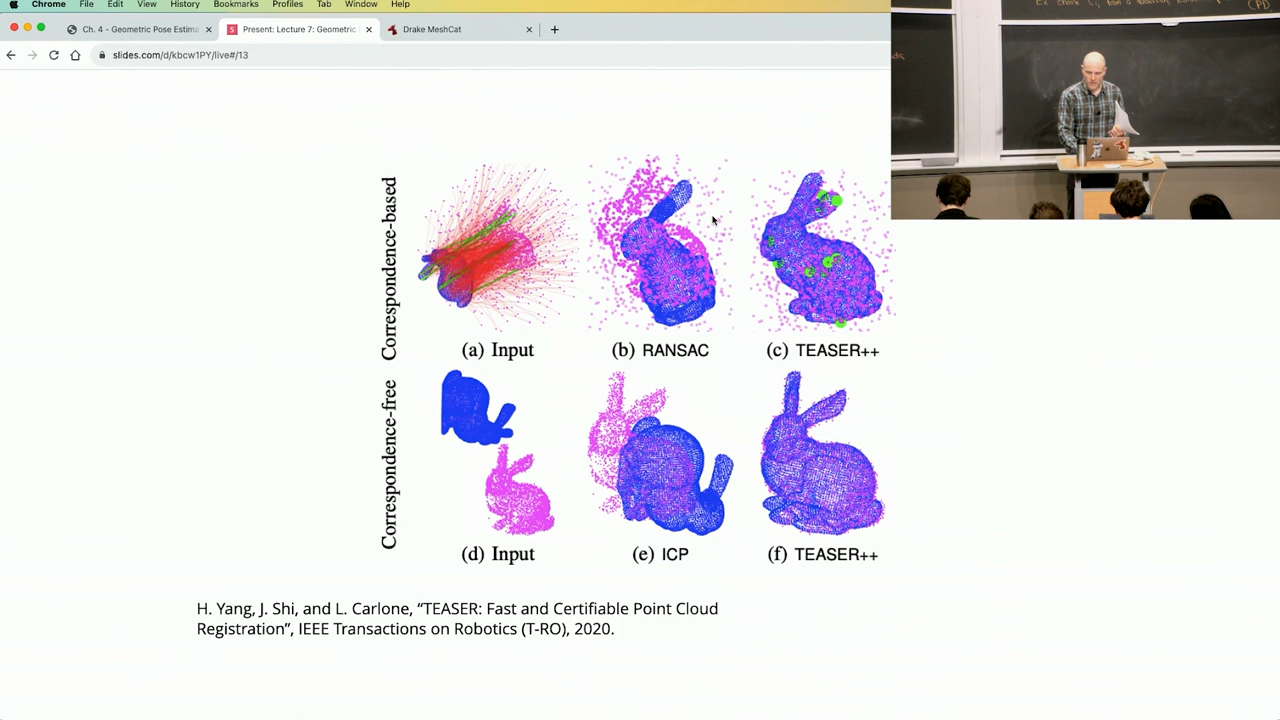 Chrome File Edit View History Bookmarks Profiles Tab Window Help
Ch. 4 - Geometric Pose Estima
Present: Lecture 7: Geometric
Drake MeshCat
slides.com/d/kbcw1PY/live#/13
Correspondence-based
(a) Input
(b) RANSAC
(c) TEASER++
Correspondence-free
(d) Input
(e) ICP
(f) TEASER++
H. Yang, J. Shi, and L. Carlone, “TEASER: Fast and Certifiable Point Cloud
Registration”, IEEE Transactions on Robotics (T-RO), 2020.